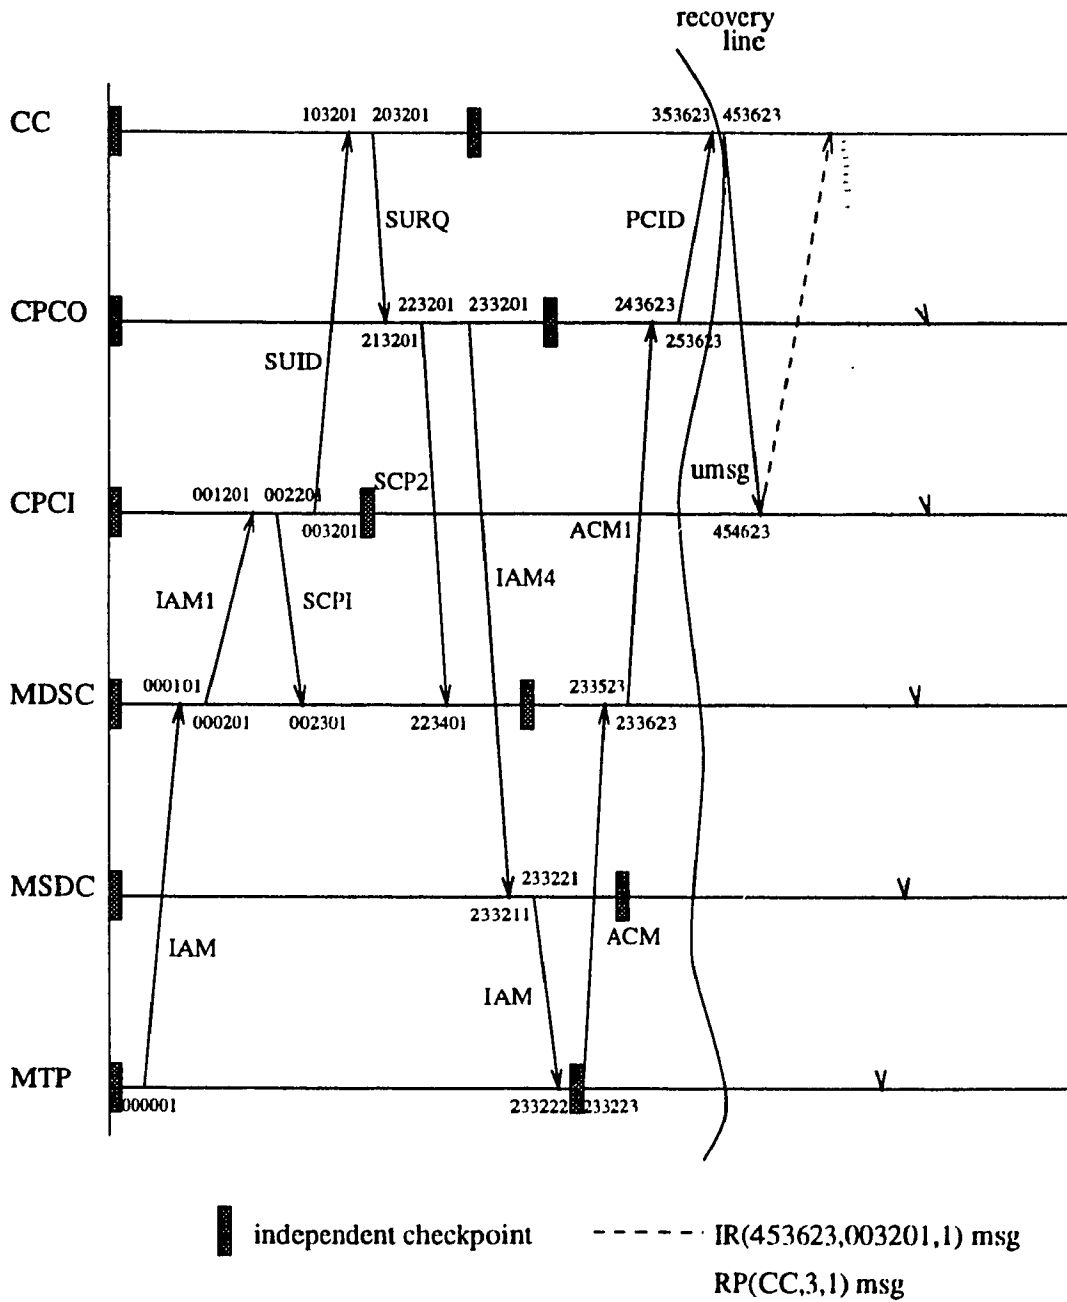 recovery
line
CC
103201
203201
353623
453623
SURQ
PCID
CPCO
223201
233201
243623
213201
253623
SUID
SCP2
umsg
CPCI
001201
002201
003201
454623
ACM1
IAM1
SCP1
IAM4
MDSC
000101
233523
000201
002301
223401
233623
MSDC
233221
233211
ACM
IAM
IAM
MTP
000001
233222
233223
independent checkpoint
IR(453623,003201,1) msg
RP(CC,3,1) msg